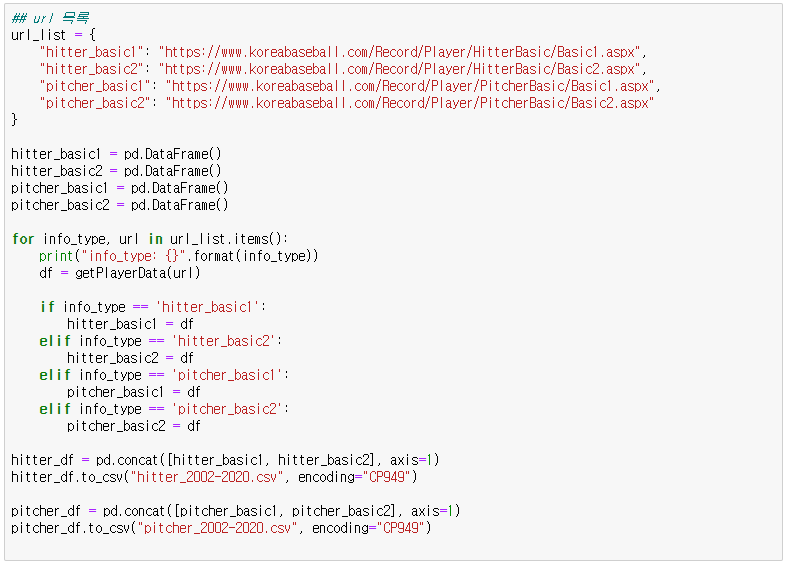 ## url 목록
url_list = {
    "hitter_basic1": "https://www.koreabaseball.com/Record/Player/HitterBasic/Basic1.aspx",
    "hitter_basic2": "https://www.koreabaseball.com/Record/Player/HitterBasic/Basic2.aspx",
    "pitcher_basic1": "https://www.koreabaseball.com/Record/Player/PitcherBasic/Basic1.aspx",
    "pitcher_basic2": "https://www.koreabaseball.com/Record/Player/PitcherBasic/Basic2.aspx"
}
hitter_basic1 = pd.DataFrame()
hitter_basic2 = pd.DataFrame()
pitcher_basic1 = pd.DataFrame()
pitcher_basic2 = pd.DataFrame()
for info_type, url in url_list.items():
    print("info_type: {}".format(info_type))
    df = getPlayerData(url)
    if info_type == 'hitter_basic1':
        hitter_basic1 = df
    elif info_type == 'hitter_basic2':
        hitter_basic2 = df
    elif info_type == 'pitcher_basic1':
        pitcher_basic1 = df
    elif info_type == 'pitcher_basic2':
        pitcher_basic2 = df
hitter_df = pd.concat([hitter_basic1, hitter_basic2], axis=1)
hitter_df.to_csv("hitter_2002-2020.csv", encoding="CP949")
pitcher_df = pd.concat([pitcher_basic1, pitcher_basic2], axis=1)
pitcher_df.to_csv("pitcher_2002-2020.csv", encoding="CP949")